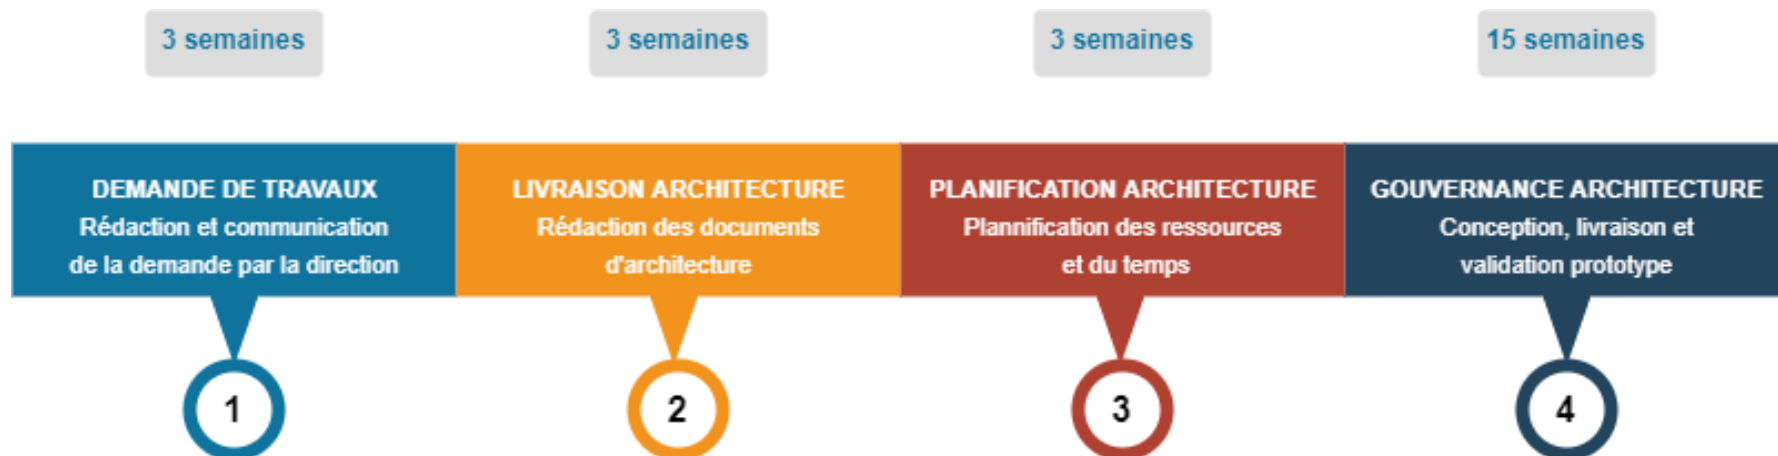 3 semaines
3 semaines
3 semaines
15 semaines
DEMANDE DE TRAVAUX
Rédaction et communication
de la demande par la direction
LIVRAISON ARCHITECTURE
Rédaction des documents
d'architecture
PLANIFICATION ARCHITECTURE
Plannification des ressources
et du temps
GOUVERNANCE ARCHITECTURE
Conception, livraison et
validation prototype
1
2
3
4